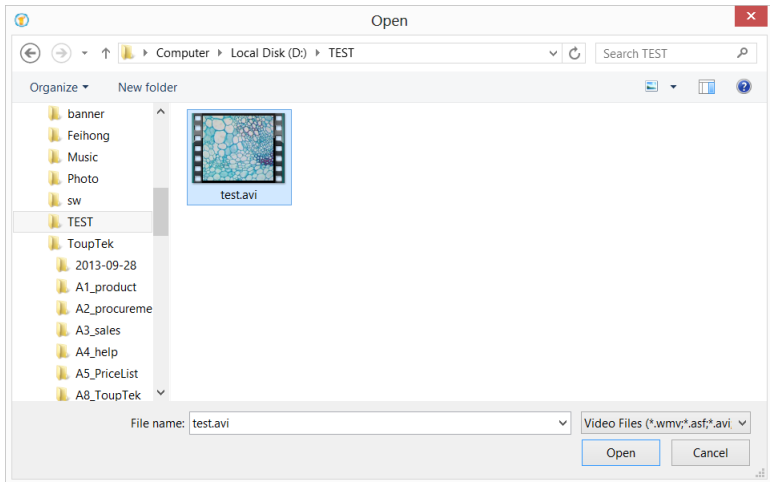 Open
Computer Local Disk (D:) TEST
Search TEST
Organize New folder
banner
Feihong
Music
Photo
sw
TEST
ToupTek
2013-09-28
A1_product
A2_procureme
A3_sales
A4_help
A5_PriceList
A8_ToupTek
test.avi
File name: test.avi
Video Files (*.wmv;*.asf;*.avi;
Open Cancel